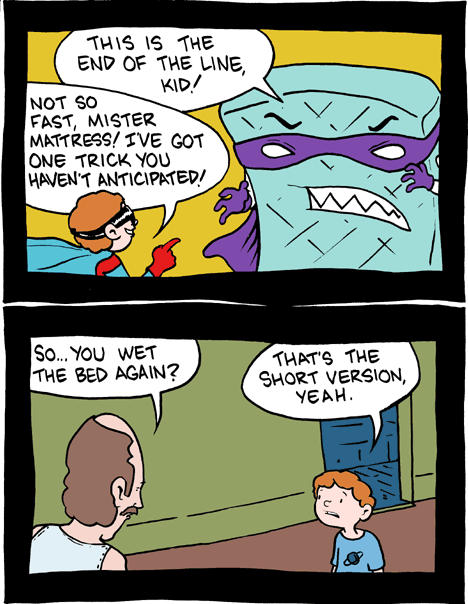 THIS IS THE
END OF THE LINE,
KID!
NOT SO
FAST, MISTER
MATTRESS! I'VE GOT
ONE TRICK YOU
HAVEN'T ANTICIPATED!
SO... YOU WET
THE BED AGAIN?
THAT'S THE
SHORT VERSION,
YEAH.